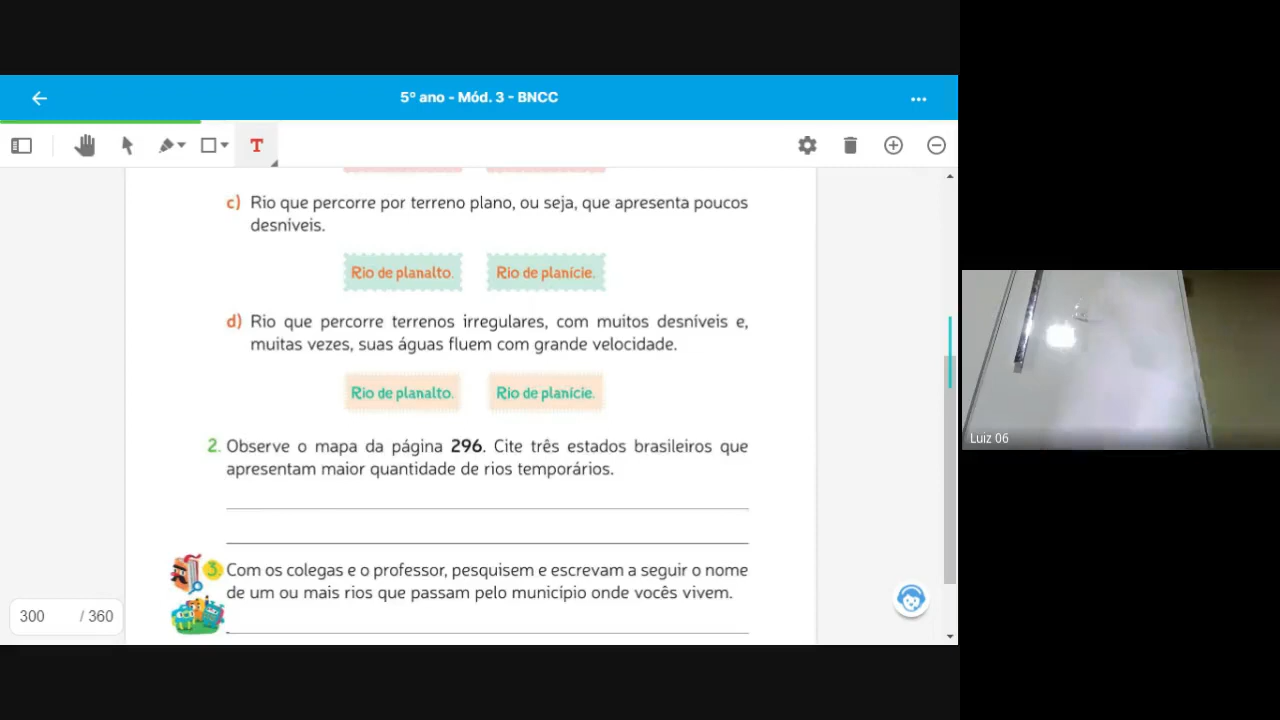 5º ano - Mód. 3 - BNCC
T
c) Rio que percorre por terreno plano, ou seja, que apresenta poucos
desníveis.
Rio de planalto. Rio de planície.
d) Rio que percorre terrenos irregulares, com muitos desníveis e,
muitas vezes, suas águas fluem com grande velocidade.
Rio de planalto. Rio de planície.
2. Observe o mapa da página 296. Cite três estados brasileiros que
apresentam maior quantidade de rios temporários.
3. Com os colegas e o professor, pesquisem e escrevam a seguir o nome
de um ou mais rios que passam pelo município onde vocês vivem.
300 / 360
Luiz 06